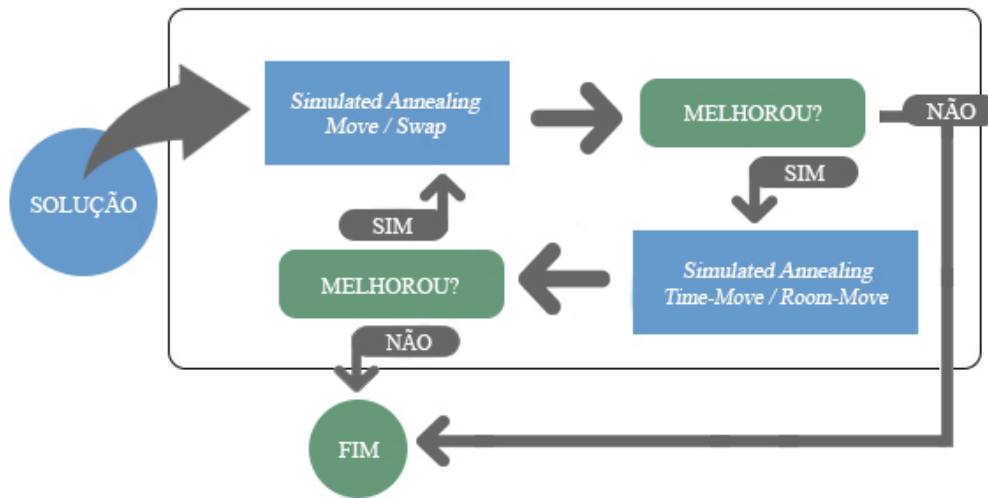 SOLUÇÃO
Simulated Annealing
Move / Swap
MELHOROU?
NÃO
SIM
Simulated Annealing
Time-Move / Room-Move
MELHOROU?
SIM
NÃO
FIM